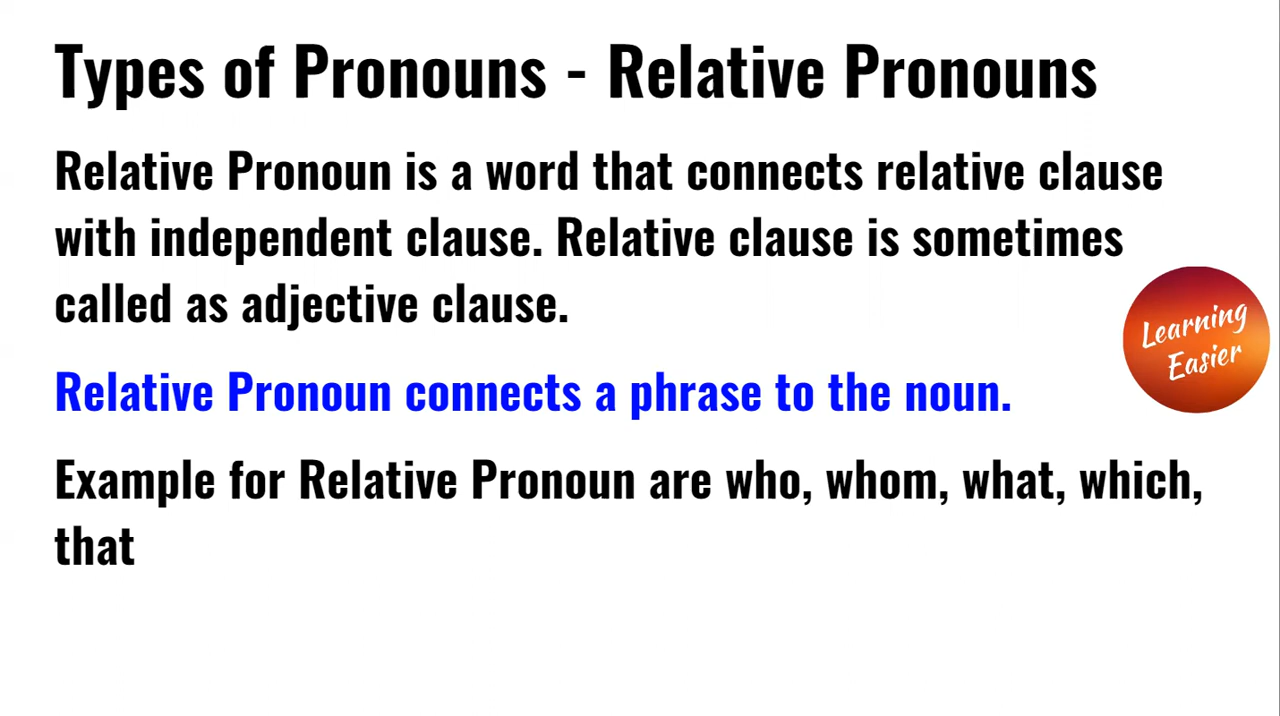 Types of Pronouns - Relative Pronouns
Relative Pronoun is a word that connects relative clause
with independent clause. Relative clause is sometimes
called as adjective clause.
Learning
Easier
Relative Pronoun connects a phrase to the noun.
Example for Relative Pronoun are who, whom, what, which,
that